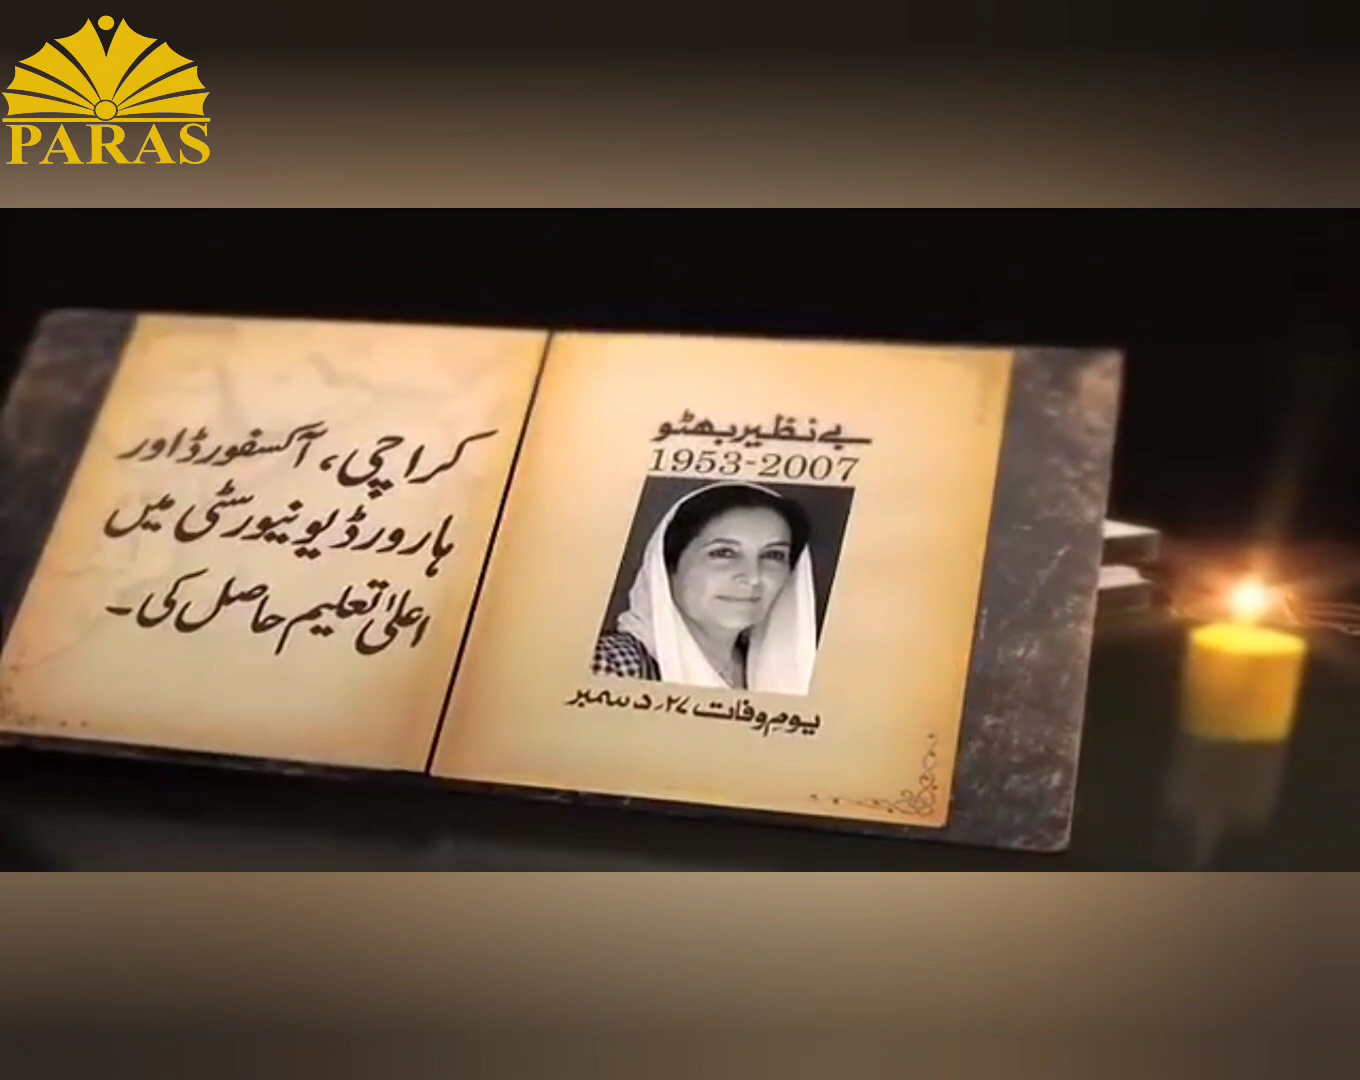 PARAS
بے نظیر بھٹو
1953-2007
یومِ وفات ۲۷؍ دسمبر
کراچی، آکسفورڈ اور
ہارورڈ یونیورسٹی میں
اعلیٰ تعلیم حاصل کی۔